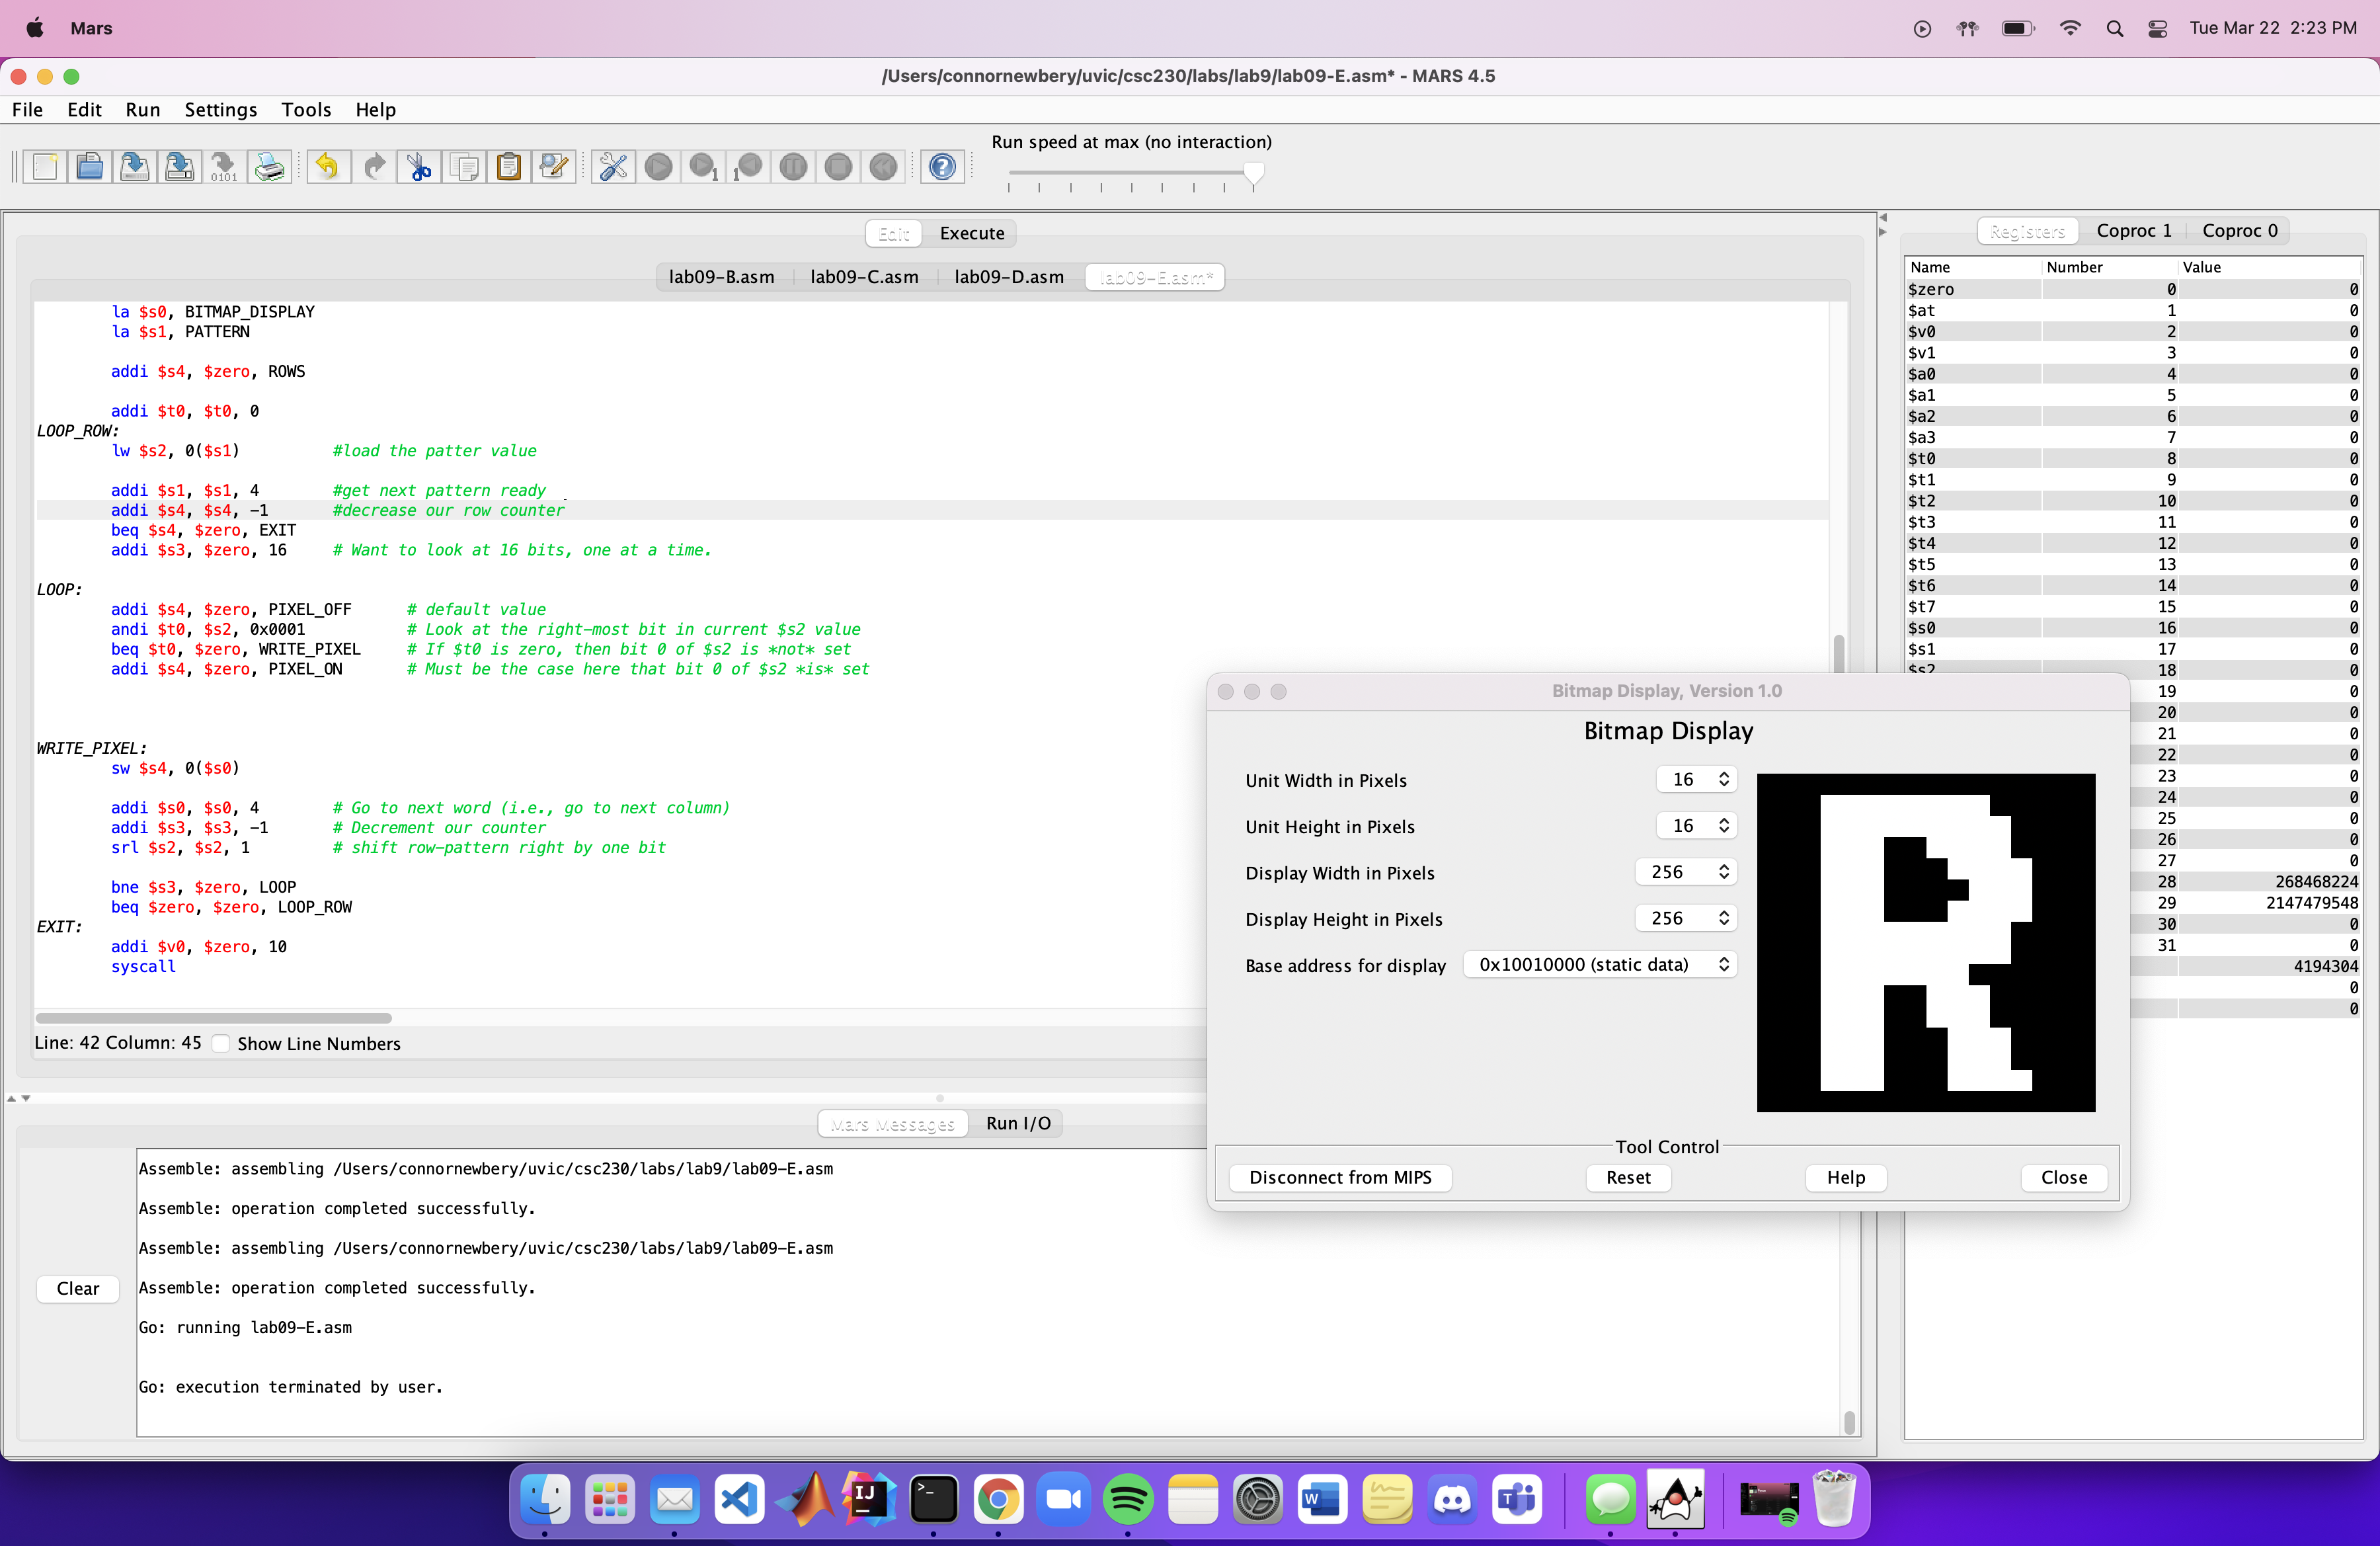 Mars
Tue Mar 22 2:23 PM
/Users/connornewbery/uvic/csc230/labs/lab9/lab09-E.asm* - MARS 4.5
File Edit Run Settings Tools Help
Run speed at max (no interaction)
0101
1
1
Edit Execute
lab09-B.asm lab09-C.asm lab09-D.asm lab09-E.asm*
la $s0, BITMAP_DISPLAY
la $s1, PATTERN
addi $s4, $zero, ROWS
addi $t0, $t0, 0
LOOP_ROW:
lw $s2, 0($s1) #load the patter value
addi $s1, $s1, 4 #get next pattern ready
addi $s4, $s4, -1 #decrease our row counter
beq $s4, $zero, EXIT
addi $s3, $zero, 16 # Want to look at 16 bits, one at a time.
LOOP:
addi $s4, $zero, PIXEL_OFF # default value
andi $t0, $s2, 0x0001 # Look at the right-most bit in current $s2 value
beq $t0, $zero, WRITE_PIXEL # If $t0 is zero, then bit 0 of $s2 is *not* set
addi $s4, $zero, PIXEL_ON # Must be the case here that bit 0 of $s2 *is* set
WRITE_PIXEL:
sw $s4, 0($s0)
addi $s0, $s0, 4 # Go to next word (i.e., go to next column)
addi $s3, $s3, -1 # Decrement our counter
srl $s2, $s2, 1 # shift row-pattern right by one bit
bne $s3, $zero, LOOP
beq $zero, $zero, LOOP_ROW
EXIT:
addi $v0, $zero, 10
syscall
Line: 42 Column: 45 Show Line Numbers
Mars Messages Run I/O
Assemble: assembling /Users/connornewbery/uvic/csc230/labs/lab9/lab09-E.asm
Assemble: operation completed successfully.
Assemble: assembling /Users/connornewbery/uvic/csc230/labs/lab9/lab09-E.asm
Assemble: operation completed successfully.
Go: running lab09-E.asm
Go: execution terminated by user.
Clear
Registers Coproc 1 Coproc 0
Name Number Value
$zero 0 0
$at 1 0
$v0 2 0
$v1 3 0
$a0 4 0
$a1 5 0
$a2 6 0
$a3 7 0
$t0 8 0
$t1 9 0
$t2 10 0
$t3 11 0
$t4 12 0
$t5 13 0
$t6 14 0
$t7 15 0
$s0 16 0
$s1 17 0
$s2 18 0
19 0
20 0
21 0
22 0
23 0
24 0
25 0
26 0
27 0
28 268468224
29 2147479548
30 0
31 0
4194304
0
0
Bitmap Display, Version 1.0
Bitmap Display
Unit Width in Pixels 16
Unit Height in Pixels 16
Display Width in Pixels 256
Display Height in Pixels 256
Base address for display 0x10010000 (static data)
R
Tool Control
Disconnect from MIPS Reset Help Close
IJ
>_
W
T